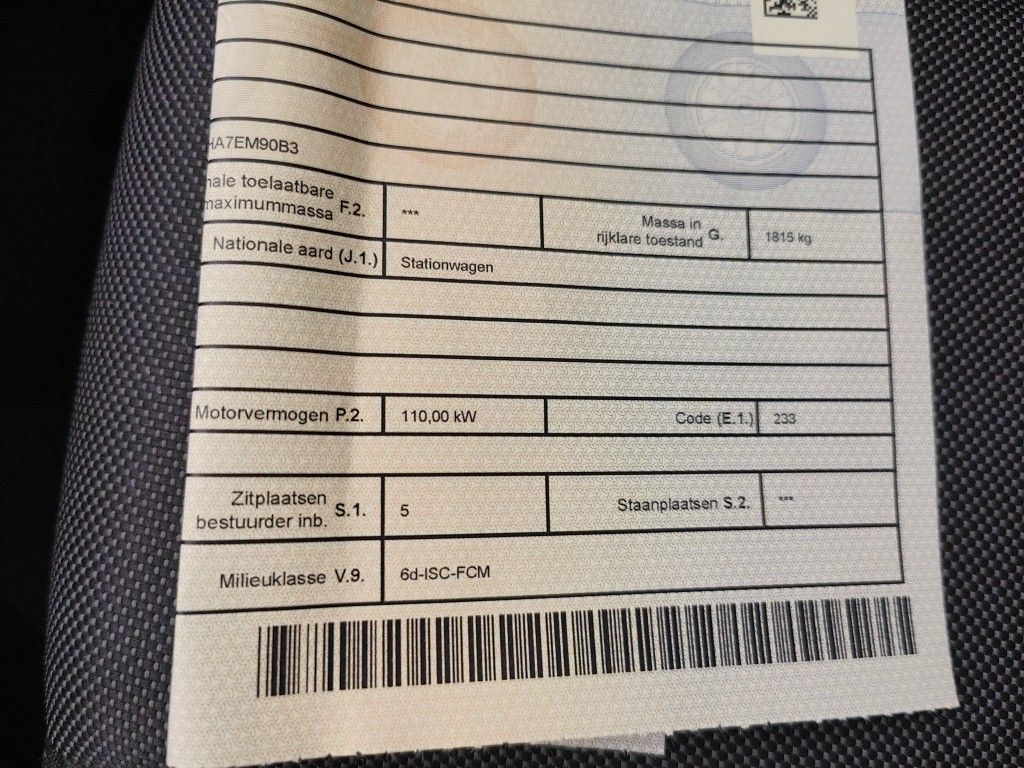 HA7EM90B3
maximummassa F.2.
toelaatbare
***
Massa in
rijklare toestand G.
1815 kg
Nationale aard (J.1.)
Stationwagen
Motorvermogen P.2.
110,00 kW
Code (E.1.)
233
Zitplaatsen
bestuurder inb. S.1.
5
Staanplaatsen S.2.
***
Milieuklasse V.9.
6d-ISC-FCM